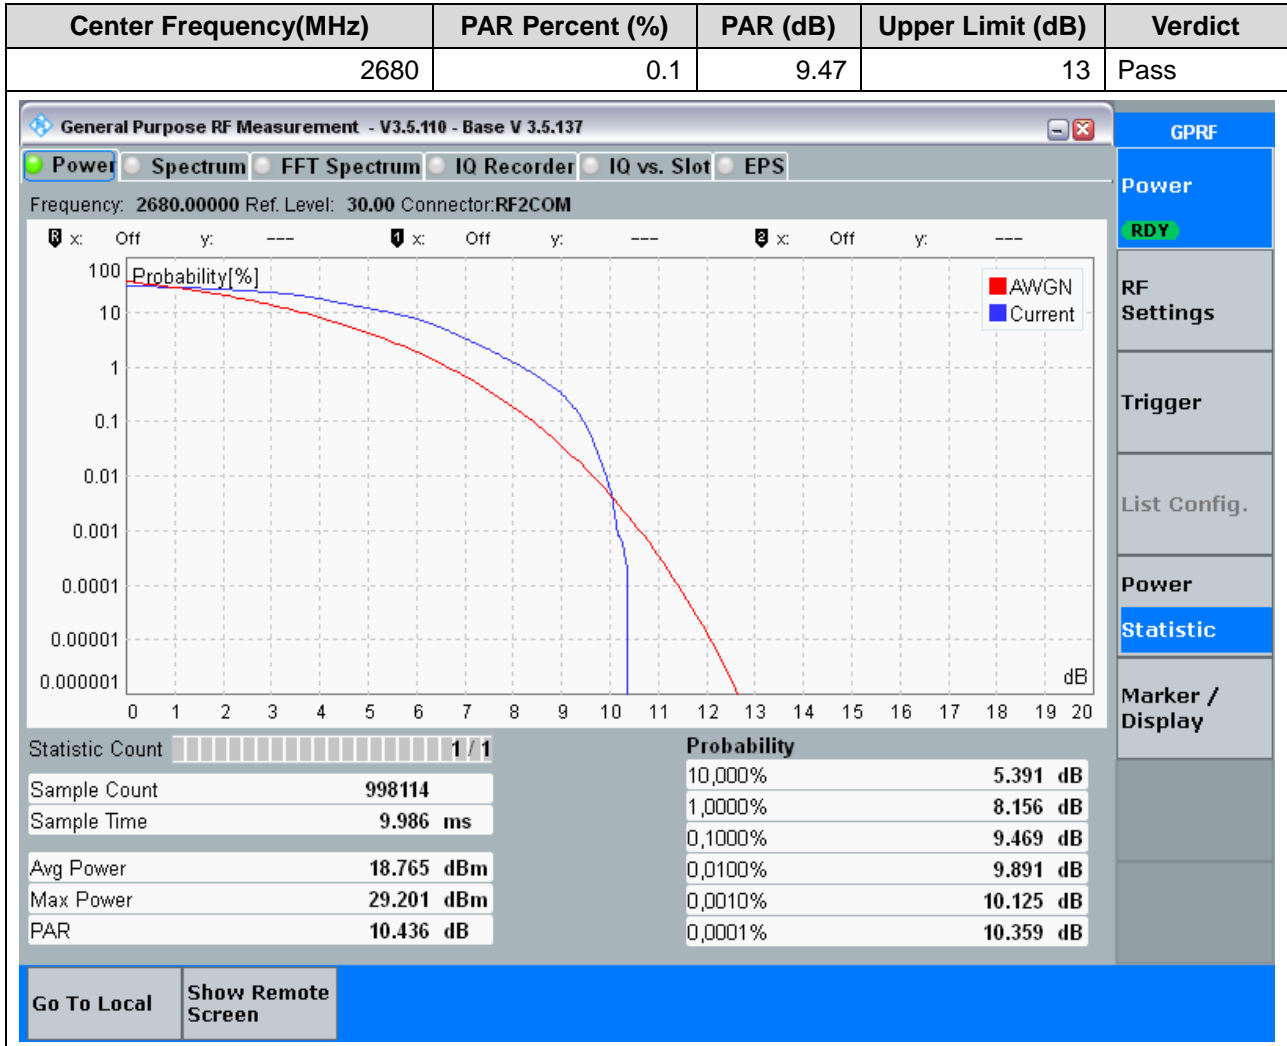 Center Frequency(MHz) PAR Percent (%) PAR (dB) Upper Limit (dB) Verdict
2680 0.1 9.47 13 Pass
General Purpose RF Measurement - V3.5.110 - Base V 3.5.137
GPRF
Power Spectrum FFT Spectrum IQ Recorder IQ vs. Slot EPS
Frequency: 2680.00000 Ref. Level: 30.00 Connector:RF2COM
R x: Off y: --- 1 x: Off y: --- 2 x: Off y: ---
Probability[%]
AWGN
Current
100
10
1
0.1
0.01
0.001
0.0001
0.00001
0.000001
dB
0 1 2 3 4 5 6 7 8 9 10 11 12 13 14 15 16 17 18 19 20
Statistic Count 1 / 1
Sample Count 998114
Sample Time 9.986 ms
Avg Power 18.765 dBm
Max Power 29.201 dBm
PAR 10.436 dB
Probability
10,000% 5.391 dB
1,0000% 8.156 dB
0,1000% 9.469 dB
0,0100% 9.891 dB
0,0010% 10.125 dB
0,0001% 10.359 dB
Power
RDY
RF
Settings
Trigger
List Config.
Power
Statistic
Marker /
Display
Go To Local
Show Remote
Screen